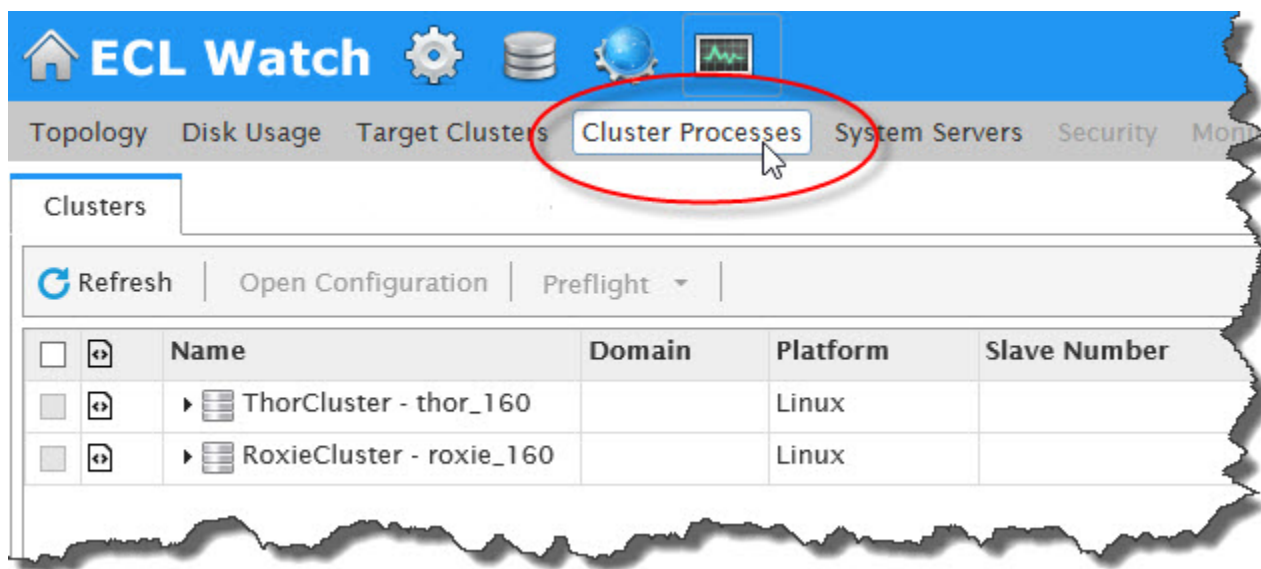 ECL Watch
Topology Disk Usage Target Clusters Cluster Processes System Servers Security
Clusters
Refresh Open Configuration Preflight
Name Domain Platform Slave Number
ThorCluster - thor_160 Linux
RoxieCluster - roxie_160 Linux